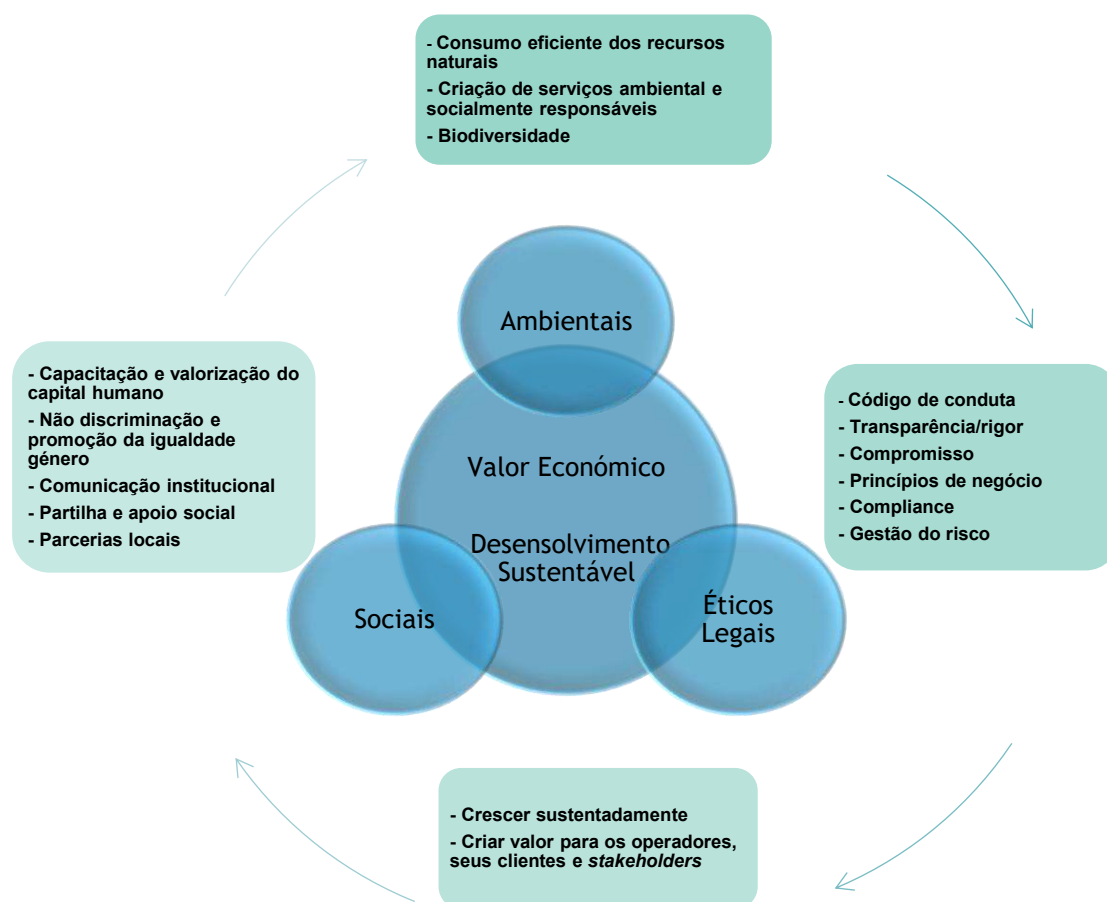 - Consumo eficiente dos recursos
naturais
- Criação de serviços ambiental e
socialmente responsáveis
- Biodiversidade
Ambientais
- Capacitação e valorização do
capital humano
- Não discriminação e
promoção da igualdade
género
- Comunicação institucional
- Partilha e apoio social
- Parcerias locais
Valor Económico
Desensolvimento
Sustentável
- Código de conduta
- Transparência/rigor
- Compromisso
- Princípios de negócio
- Compliance
- Gestão do risco
Sociais
Éticos
Legais
- Crescer sustentadamente
- Criar valor para os operadores,
seus clientes e stakeholders